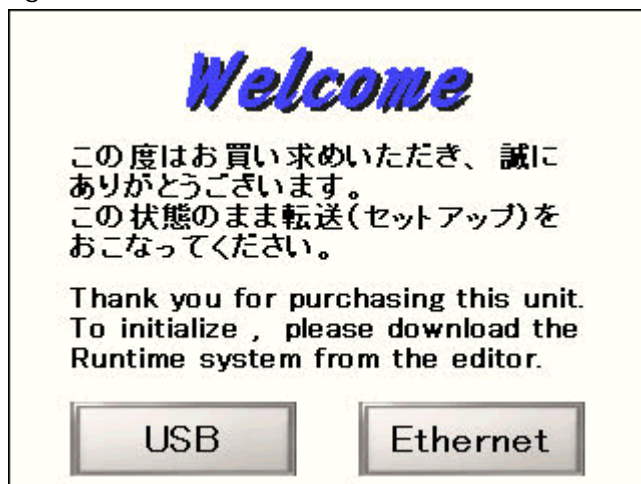 Welcome
この度はお買い求めいただき、誠に
ありがとうございます。
この状態のまま転送(セットアップ)を
おこなってください。
Thank you for purchasing this unit.
To initialize , please download the
Runtime system from the editor.
USB
Ethernet